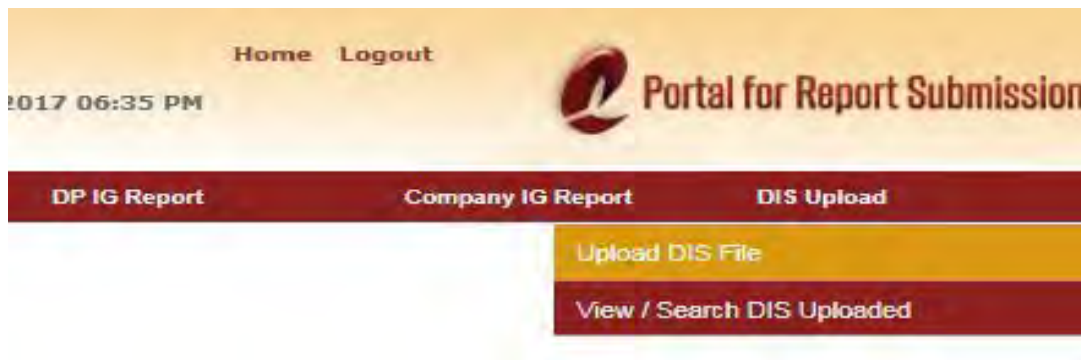 Home Logout
2017 06:35 PM
Portal for Report Submission
DP IG Report Company IG Report DIS Upload
Upload DIS File
View / Search DIS Uploaded